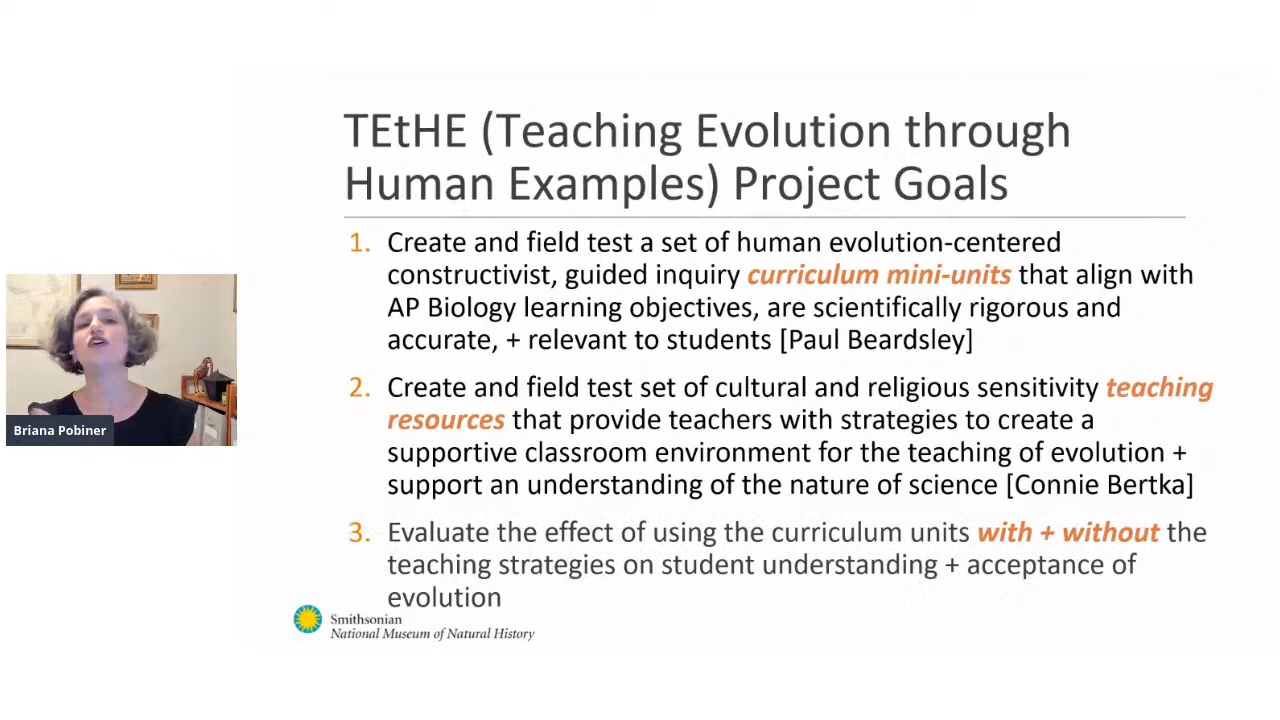 TEtHE (Teaching Evolution through
Human Examples) Project Goals
1. Create and field test a set of human evolution-centered
constructivist, guided inquiry curriculum mini-units that align with
AP Biology learning objectives, are scientifically rigorous and
accurate, + relevant to students [Paul Beardsley]
2. Create and field test set of cultural and religious sensitivity teaching
resources that provide teachers with strategies to create a
supportive classroom environment for the teaching of evolution +
support an understanding of the nature of science [Connie Bertka]
3. Evaluate the effect of using the curriculum units with + without the
teaching strategies on student understanding + acceptance of
evolution
Smithsonian
National Museum of Natural History
Briana Pobiner